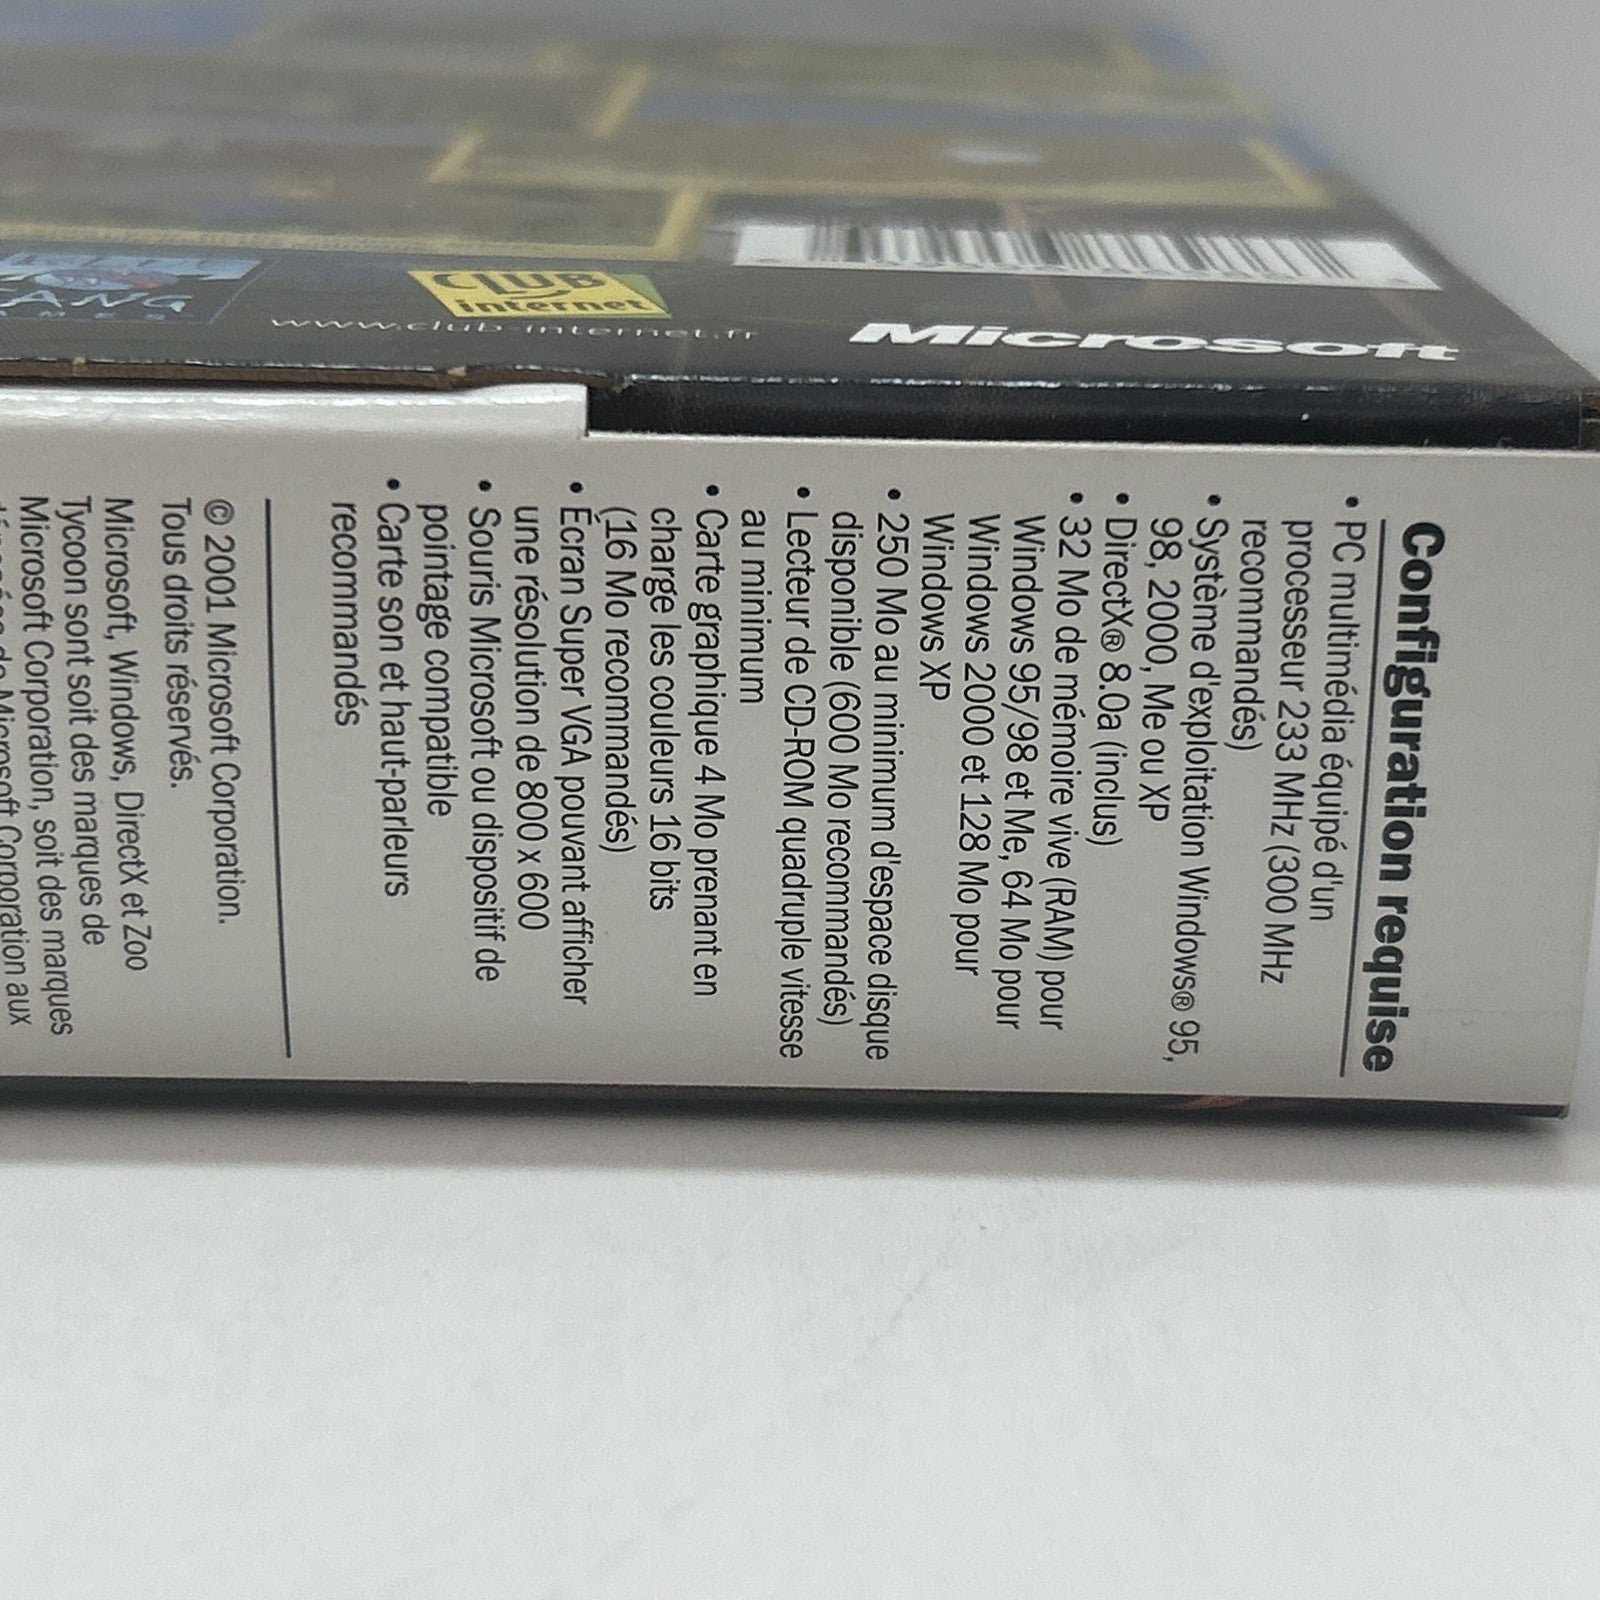 CLUB
internet
www.club-internet.fr
Microsoft
Configuration requise
• PC multimédia équipé d'un
processeur 233 MHz (300 MHz
recommandés)
• Système d'exploitation Windows® 95,
98, 2000, Me ou XP
• DirectX® 8.0a (inclus)
• 32 Mo de mémoire vive (RAM) pour
Windows 95/98 et Me, 64 Mo pour
Windows 2000 et 128 Mo pour
Windows XP
• 250 Mo au minimum d'espace disque
disponible (600 Mo recommandés)
• Lecteur de CD-ROM quadruple vitesse
au minimum
• Carte graphique 4 Mo prenant en
charge les couleurs 16 bits
(16 Mo recommandés)
• Écran Super VGA pouvant afficher
une résolution de 800 x 600
• Souris Microsoft ou dispositif de
pointage compatible
• Carte son et haut-parleurs
recommandés
© 2001 Microsoft Corporation.
Tous droits réservés.
Microsoft, Windows, DirectX et Zoo
Tycoon sont soit des marques de
Microsoft Corporation, soit des marques
de Microsoft Corporation aux